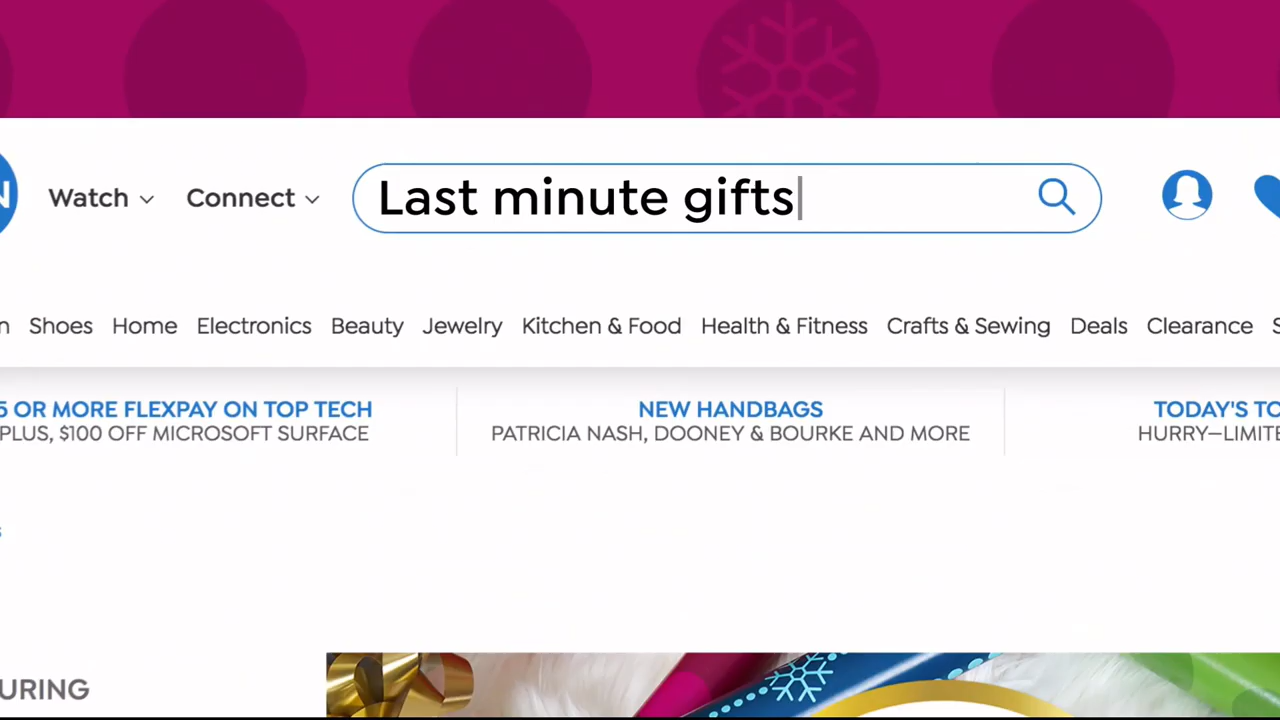 N Watch Connect Last minute gifts
n Shoes Home Electronics Beauty Jewelry Kitchen & Food Health & Fitness Crafts & Sewing Deals Clearance S
5 OR MORE FLEXPAY ON TOP TECH
PLUS, $100 OFF MICROSOFT SURFACE
NEW HANDBAGS
PATRICIA NASH, DOONEY & BOURKE AND MORE
TODAY'S TO
HURRY—LIMITE
URING